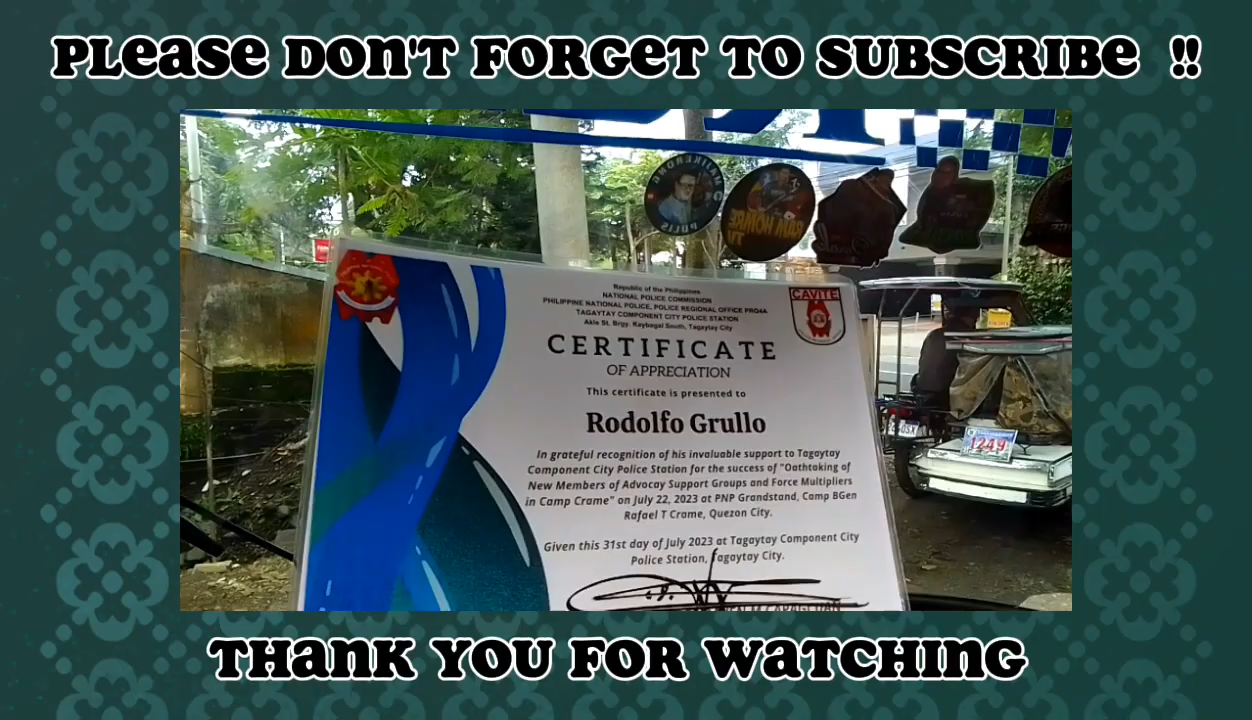 PLEASE DON'T FORGET TO SUBSCRIBE !!
PULIS
RAM HONARE
TV
CAVITE
Republic of the Philippines
NATIONAL POLICE COMMISSION
PHILIPPINE NATIONAL POLICE, POLICE REGIONAL OFFICE PRO4A
TAGAYTAY COMPONENT CITY POLICE STATION
Akle St. Brgy. Kaybagal South, Tagaytay City
CERTIFICATE
OF APPRECIATION
This certificate is presented to
Rodolfo Grullo
In grateful recognition of his invaluable support to Tagaytay
Component City Police Station for the success of "Oathtaking of
New Members of Advocay Support Groups and Force Multipliers
in Camp Crame" on July 22, 2023 at PNP Grandstand, Camp BGen
Rafael T Crame, Quezon City.
Given this 31st day of July 2023 at Tagaytay Component City
Police Station, Tagaytay City.
1249
THANK YOU FOR WATCHING